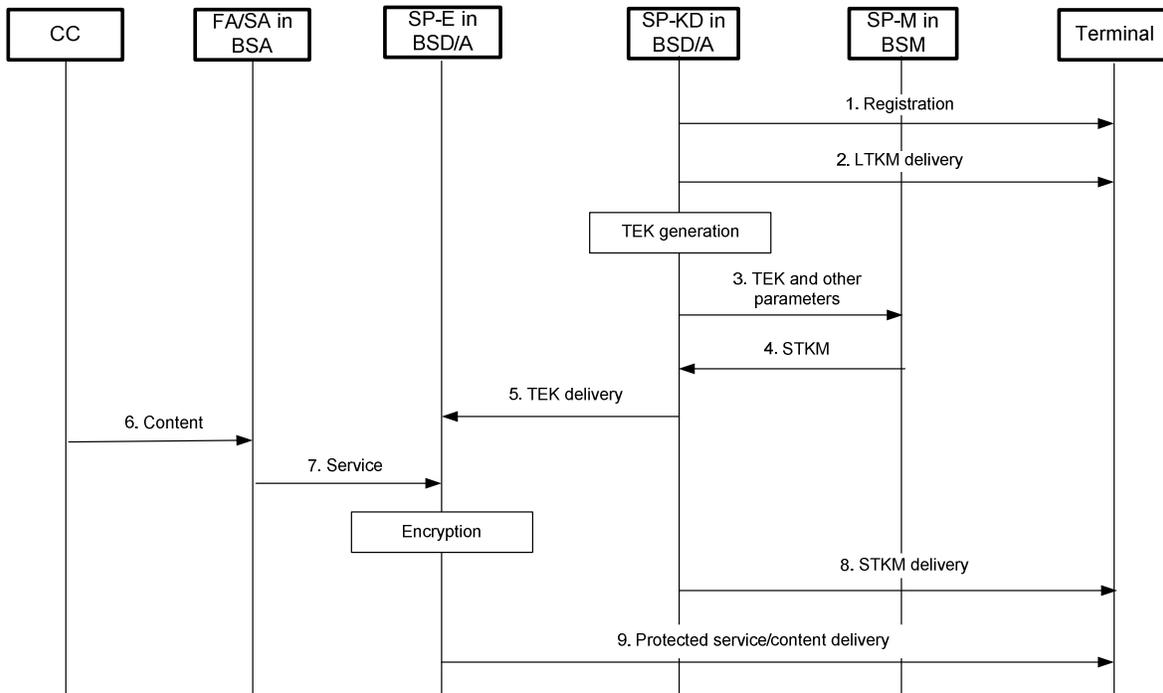 CC
FA/SA in
BSA
SP-E in
BSD/A
SP-KD in
BSD/A
SP-M in
BSM
Terminal
1. Registration
2. LTKM delivery
TEK generation
3. TEK and other
parameters
4. STKM
5. TEK delivery
6. Content
7. Service
Encryption
8. STKM delivery
9. Protected service/content delivery